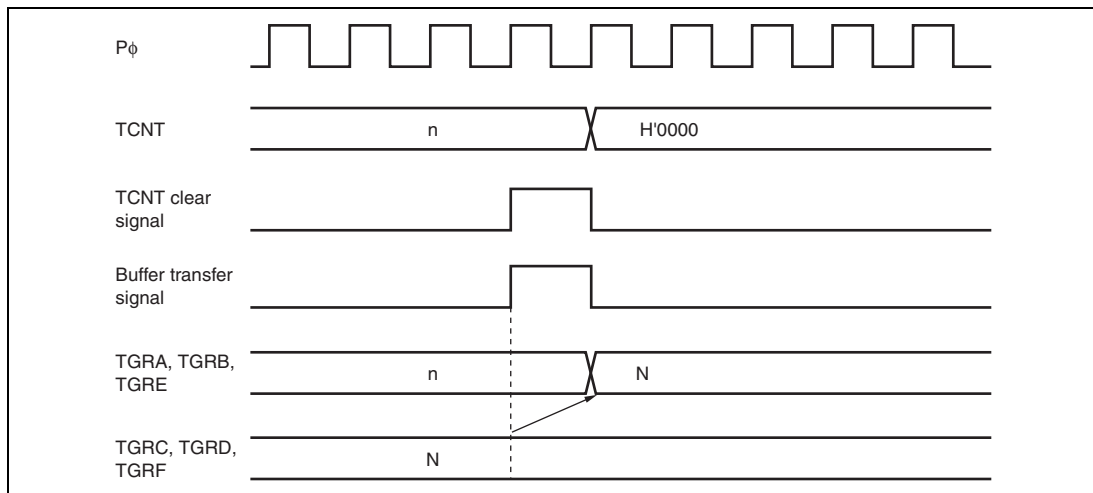 Pϕ
TCNT
n
H'0000
TCNT clear
signal
Buffer transfer
signal
TGRA, TGRB,
TGRE
n
N
TGRC, TGRD,
TGRF
N